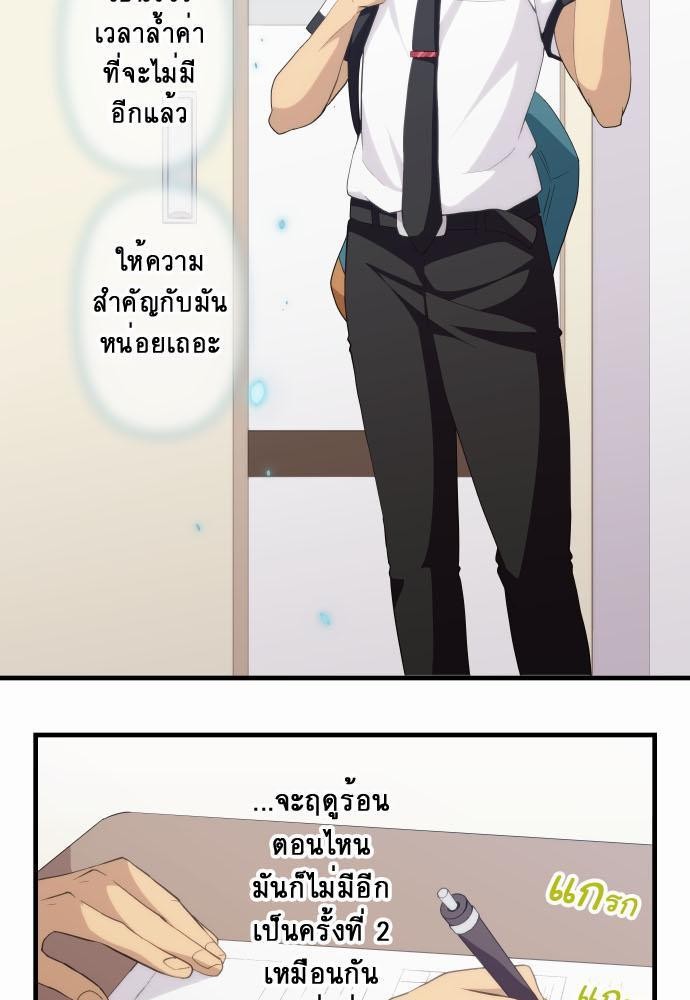 เวลาล้ำค่า
ที่จะไม่มี
อีกแล้ว
ให้ความ
สำคัญกับมัน
หน่อยเถอะ
...จะฤดูร้อน
ตอนไหน
มันก็ไม่มีอีก
เป็นครั้งที่ 2
เหมือนกัน
แกรก